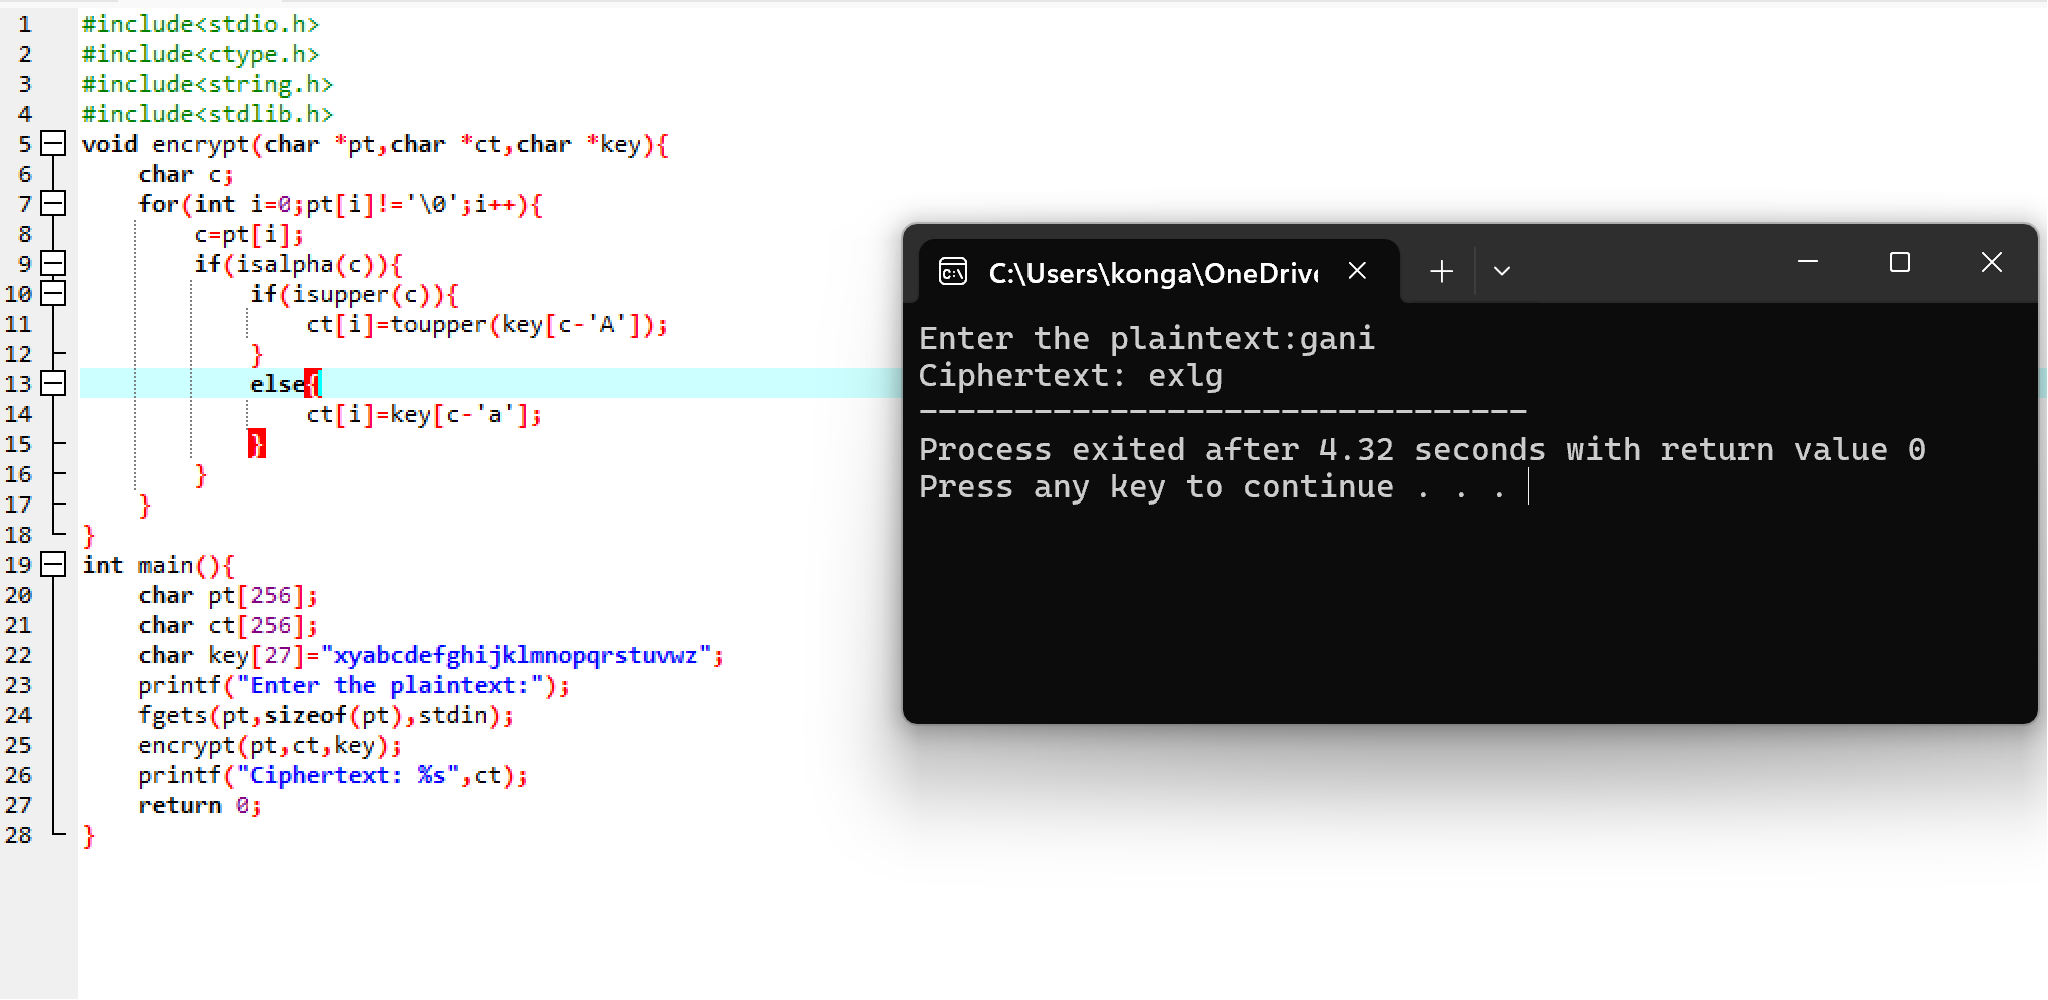 1 #include<stdio.h>
2 #include<ctype.h>
3 #include<string.h>
4 #include<stdlib.h>
5 void encrypt(char *pt,char *ct,char *key){
6     char c;
7     for(int i=0;pt[i]!='\0';i++){
8         c=pt[i];
9         if(isalpha(c)){
10             if(isupper(c)){
11                 ct[i]=toupper(key[c-'A']);
12             }
13             else{
14                 ct[i]=key[c-'a'];
15             }
16         }
17     }
18 }
19 int main(){
20     char pt[256];
21     char ct[256];
22     char key[27]="xyabcdefghijklmnopqrstuvwz";
23     printf("Enter the plaintext:");
24     fgets(pt,sizeof(pt),stdin);
25     encrypt(pt,ct,key);
26     printf("Ciphertext: %s",ct);
27     return 0;
28 }
C:\Users\konga\OneDrive
Enter the plaintext:gani
Ciphertext: exlg
--------------------------------
Process exited after 4.32 seconds with return value 0
Press any key to continue . . .